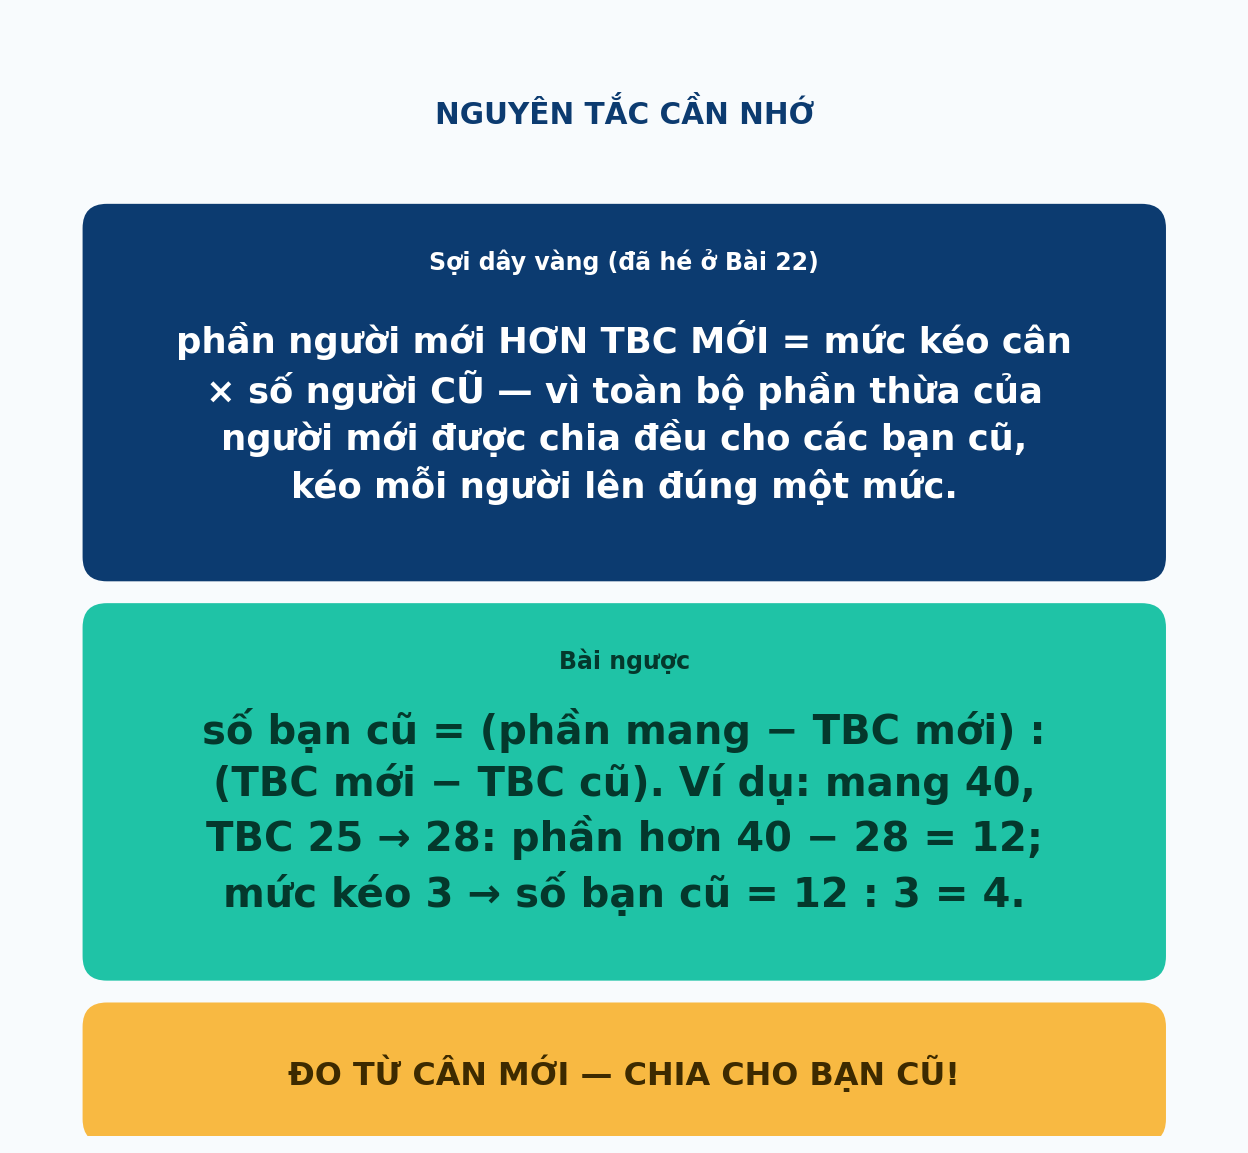 NGUYÊN TẮC CẦN NHỚ
Sợi dây vàng (đã hé ở Bài 22)
phần người mới HƠN TBC MỚI = mức kéo cân
× số người CŨ — vì toàn bộ phần thừa của
người mới được chia đều cho các bạn cũ,
kéo mỗi người lên đúng một mức.
Bài ngược
số bạn cũ = (phần mang − TBC mới) :
(TBC mới − TBC cũ). Ví dụ: mang 40,
TBC 25 → 28: phần hơn 40 − 28 = 12;
mức kéo 3 → số bạn cũ = 12 : 3 = 4.
ĐO TỪ CÂN MỚI — CHIA CHO BẠN CŨ!